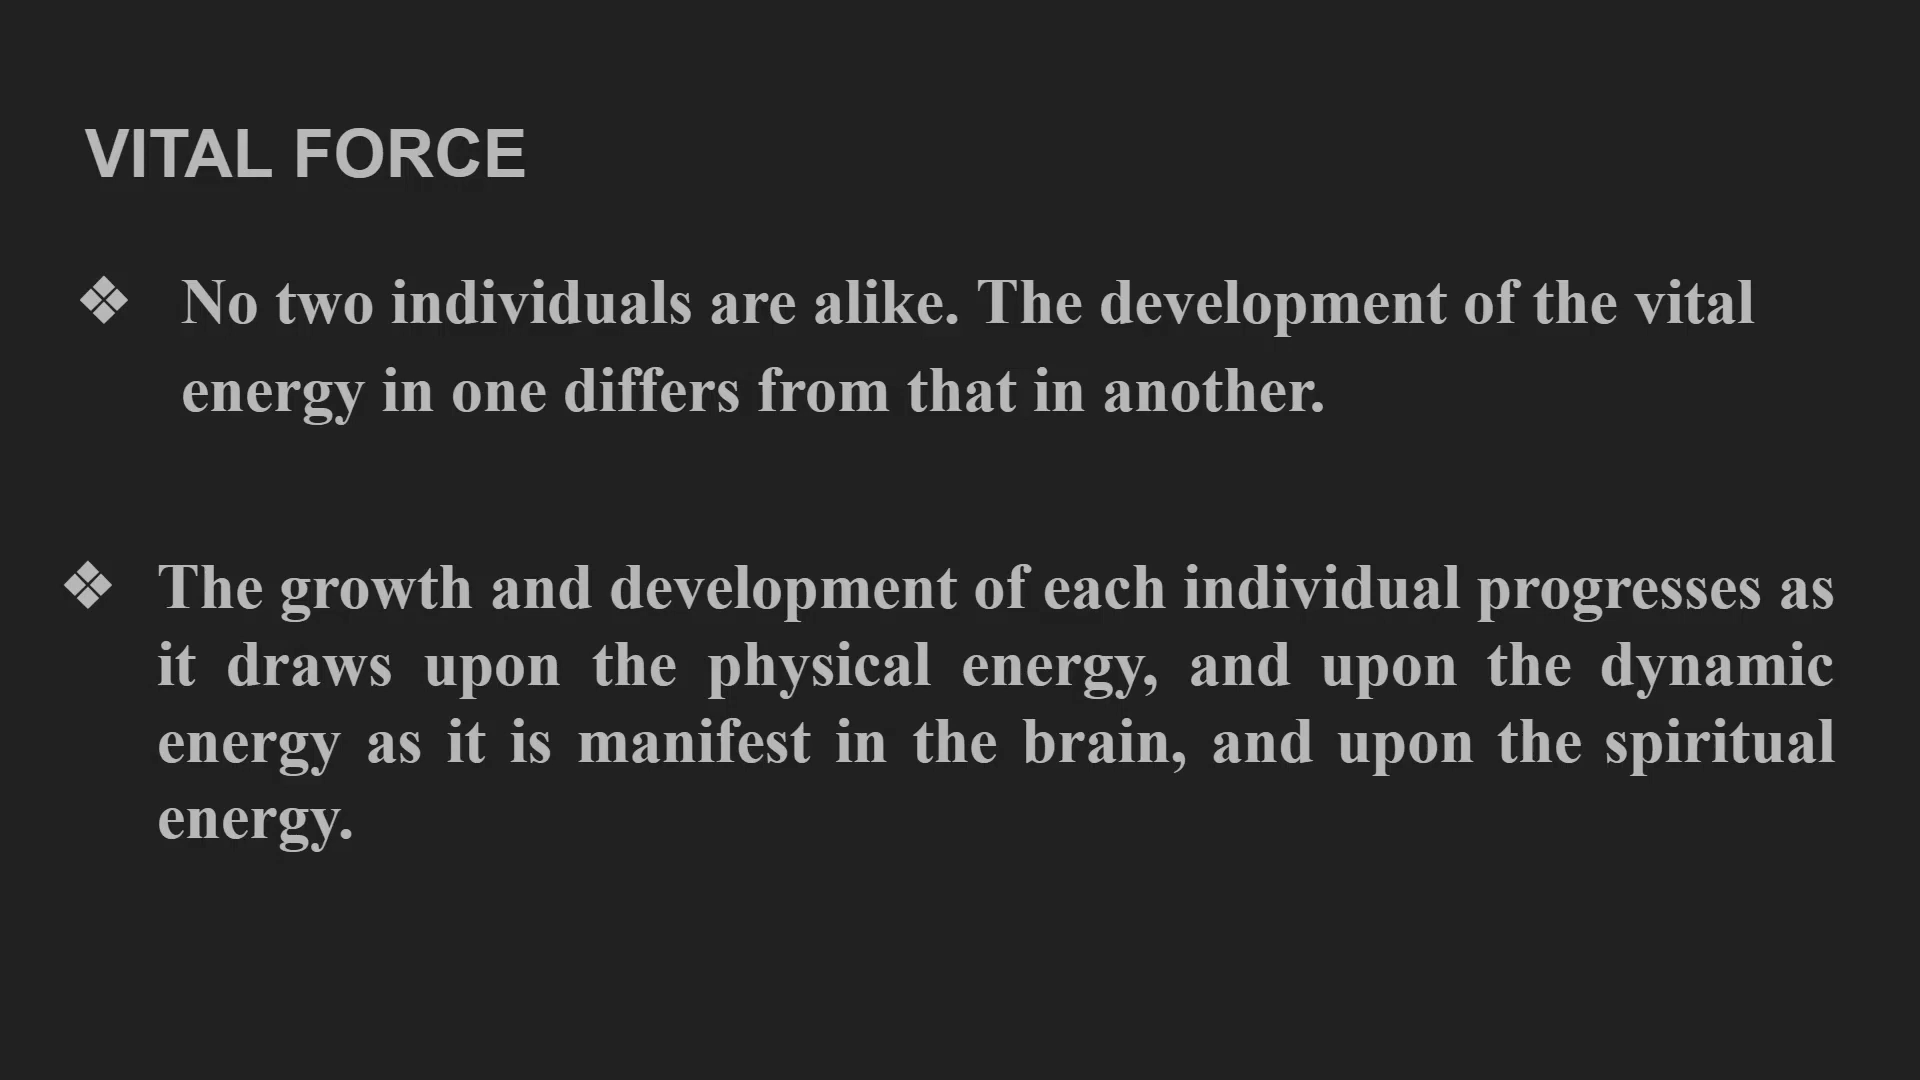 VITAL FORCE
❖ No two individuals are alike. The development of the vital
energy in one differs from that in another.
❖ The growth and development of each individual progresses as
it draws upon the physical energy, and upon the dynamic
energy as it is manifest in the brain, and upon the spiritual
energy.